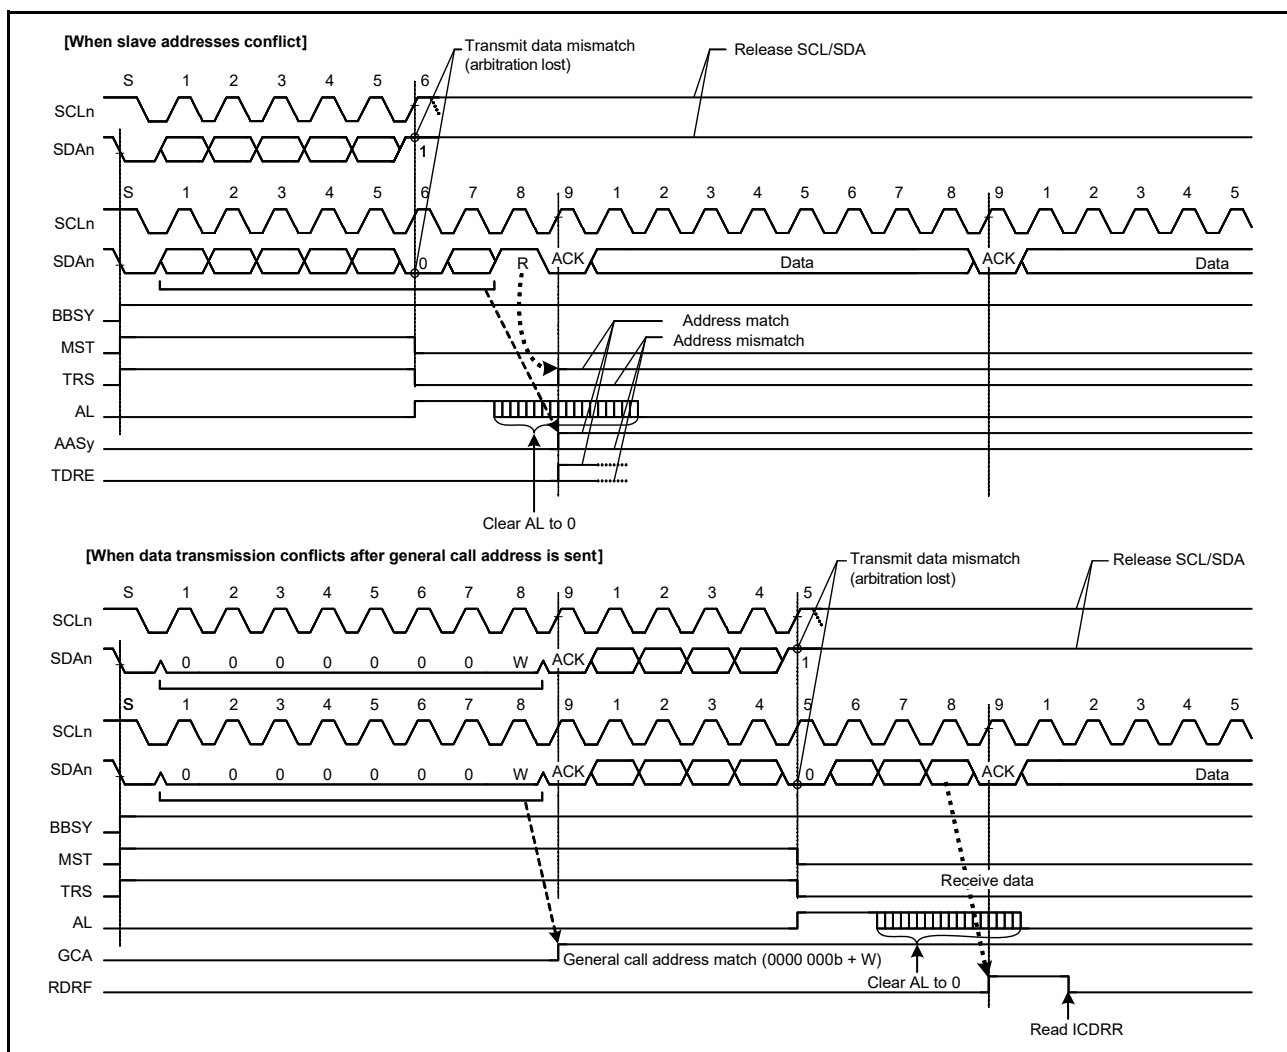 [When slave addresses conflict]
Transmit data mismatch
(arbitration lost)
Release SCL/SDA
S 1 2 3 4 5 6
SCLn
SDAn
1
S 1 2 3 4 5 6 7 8 9 1 2 3 4 5 6 7 8 9 1 2 3 4 5
SCLn
SDAn
0 R ACK Data ACK Data
BBSY
Address match
MST
Address mismatch
TRS
AL
AASy
TDRE
Clear AL to 0
[When data transmission conflicts after general call address is sent]
Transmit data mismatch
(arbitration lost)
Release SCL/SDA
S 1 2 3 4 5 6 7 8 9 1 2 3 4 5
SCLn
SDAn
0 0 0 0 0 0 0 W ACK 1
S 1 2 3 4 5 6 7 8 9 1 2 3 4 5 6 7 8 9 1 2 3 4 5
SCLn
SDAn
0 0 0 0 0 0 0 W ACK 0 ACK Data
BBSY
MST
TRS
Receive data
AL
GCA
General call address match (0000 000b + W)
Clear AL to 0
RDRF
Read ICDRR